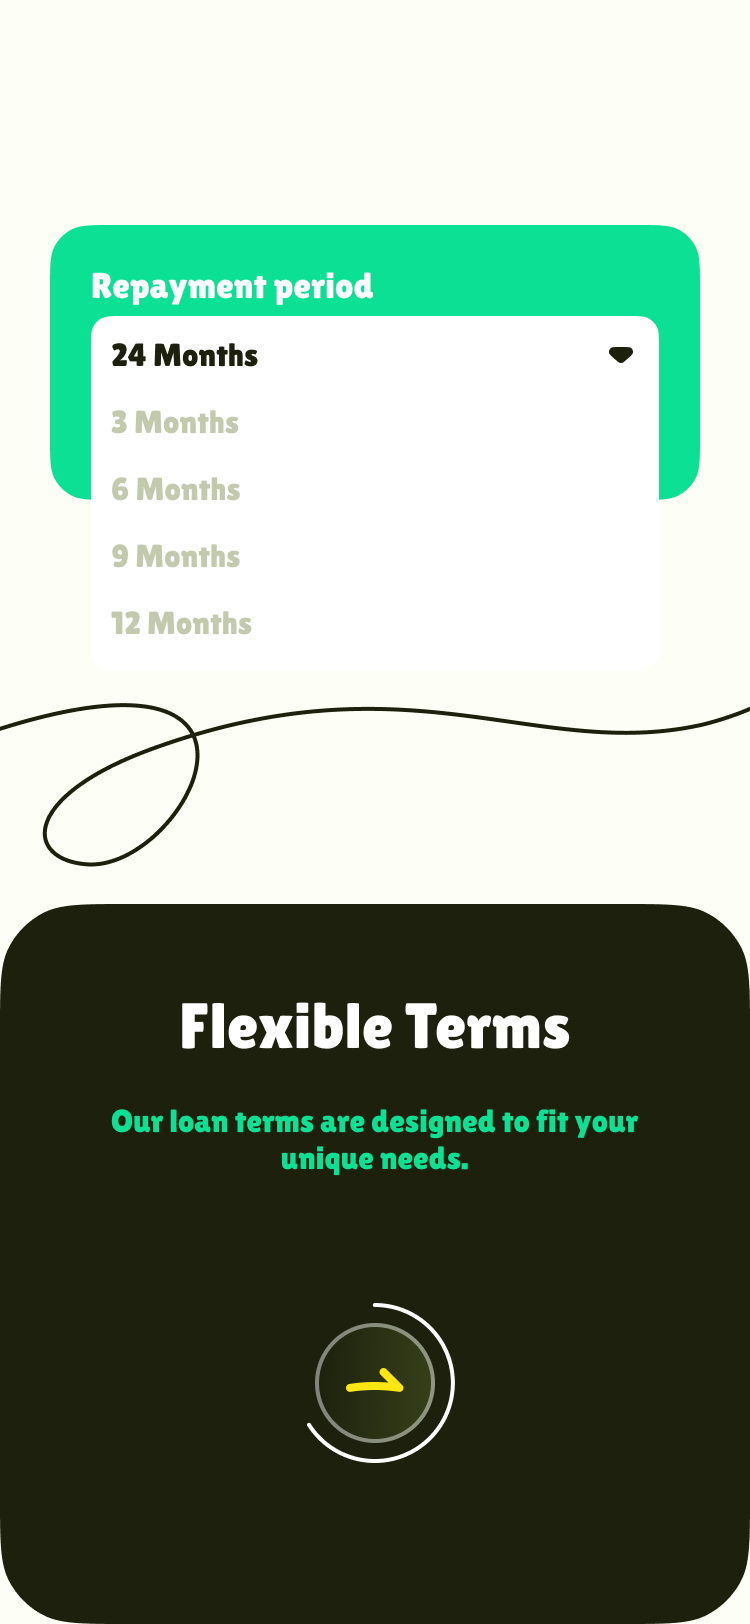 Repayment period
24 Months
3 Months
6 Months
9 Months
12 Months
Flexible Terms
Our loan terms are designed to fit your
unique needs.